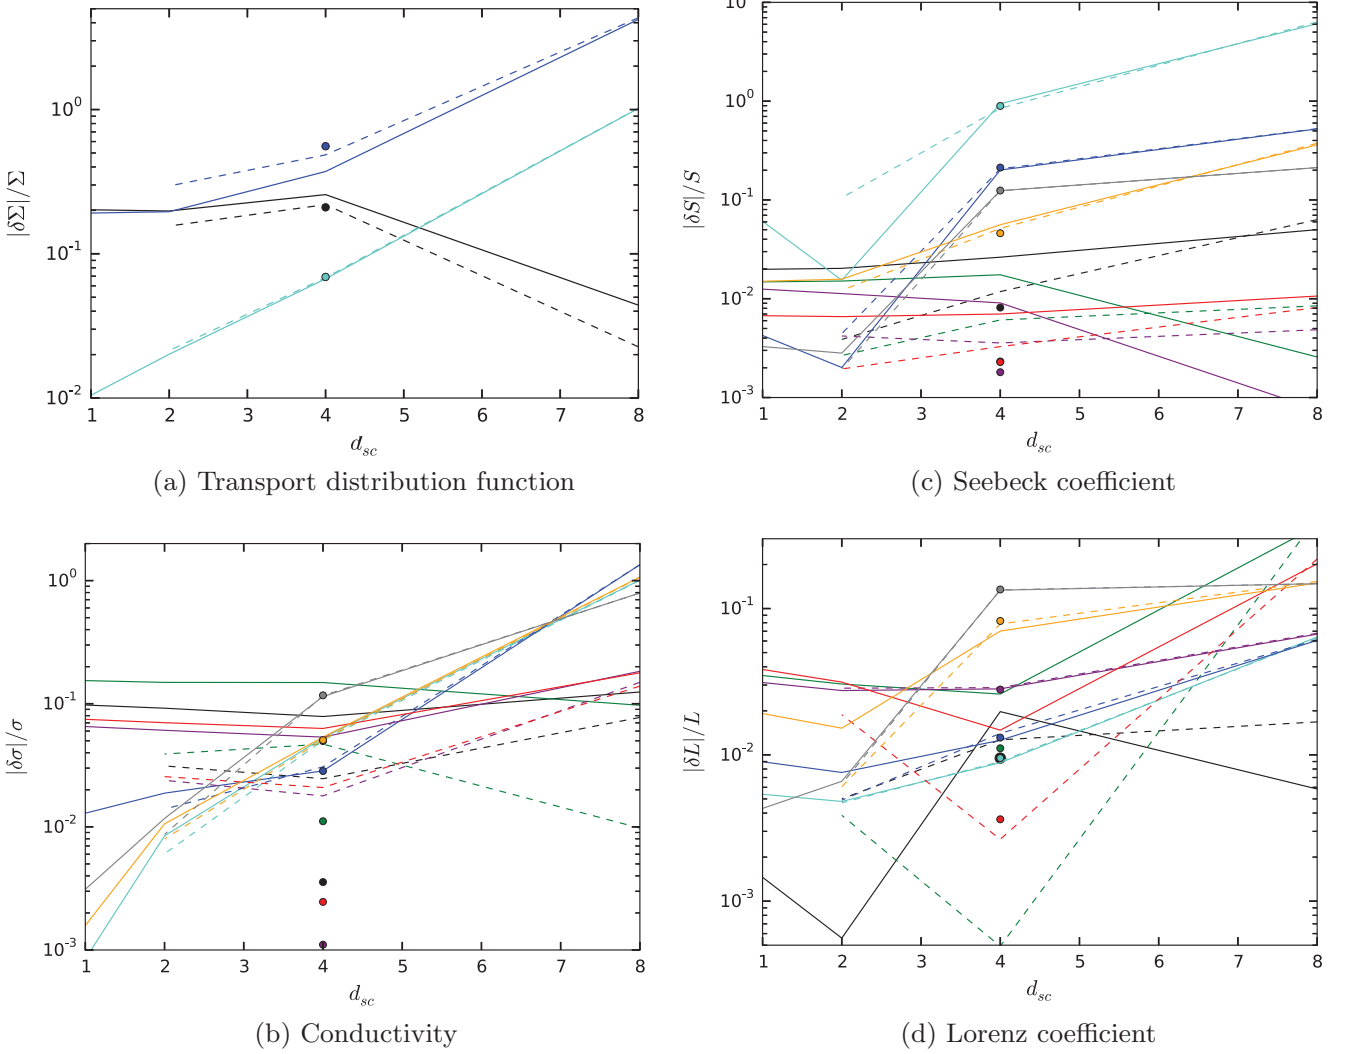 10⁰
10⁻¹
10⁻²
|δΣ|/Σ
1 2 3 4 5 6 7 8
d_sc
(a) Transport distribution function
10
10⁰
10⁻¹
10⁻²
10⁻³
|δS|/S
1 2 3 4 5 6 7 8
d_sc
(c) Seebeck coefficient
10⁰
10⁻¹
10⁻²
10⁻³
|δσ|/σ
1 2 3 4 5 6 7 8
d_sc
(b) Conductivity
10⁻¹
10⁻²
10⁻³
|δL|/L
1 2 3 4 5 6 7 8
d_sc
(d) Lorenz coefficient